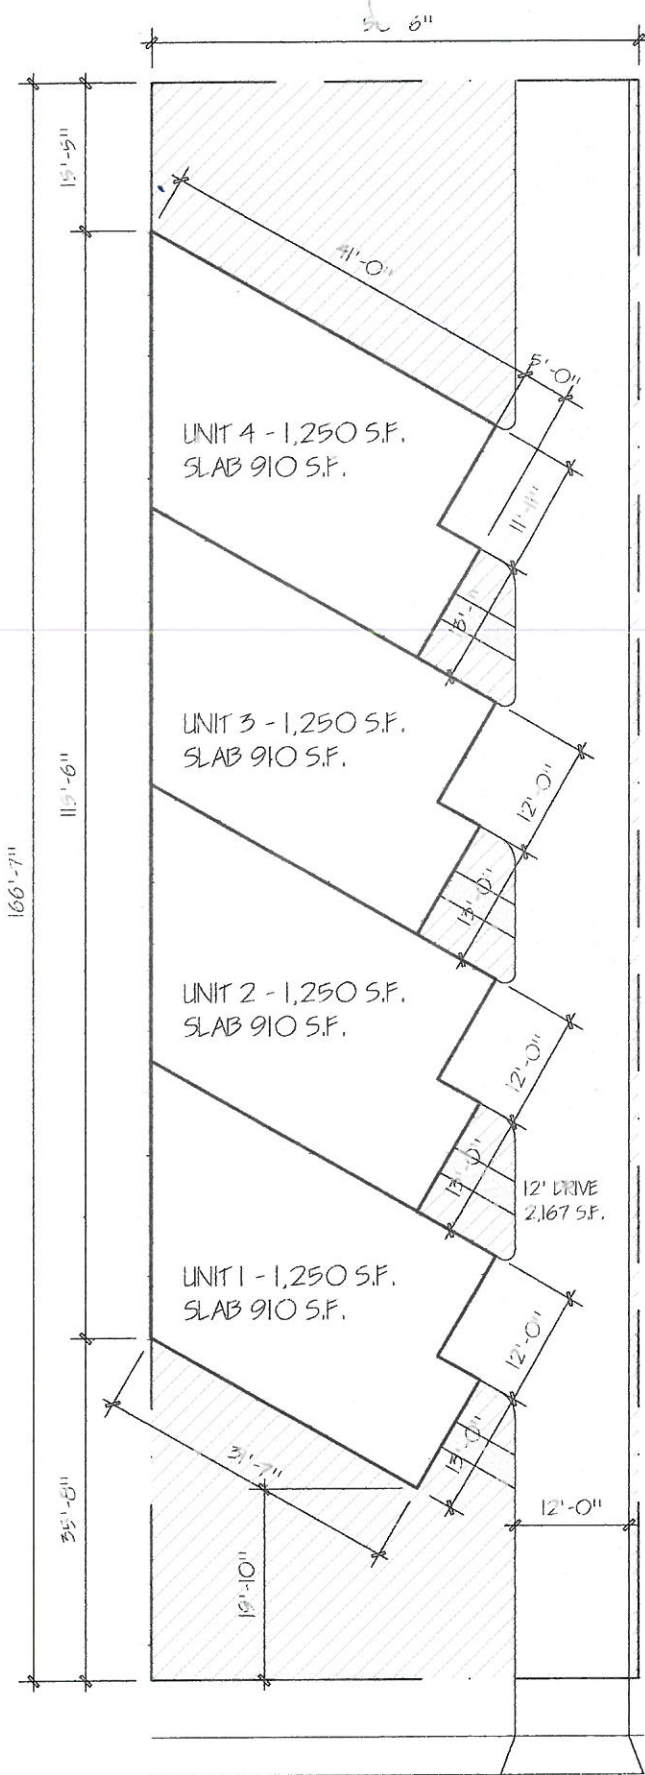 6"
15'-5"
41'-0"
5'-0"
UNIT 4 - 1,250 S.F.
SLAB 910 S.F.
11'-11"
UNIT 3 - 1,250 S.F.
SLAB 910 S.F.
115'-6"
12'-0"
166'-7"
13'-0"
UNIT 2 - 1,250 S.F.
SLAB 910 S.F.
12'-0"
13'-0"
12' DRIVE
2,167 S.F.
UNIT 1 - 1,250 S.F.
SLAB 910 S.F.
12'-0"
31'-7"
13'-0"
35'-8"
12'-0"
19'-10"